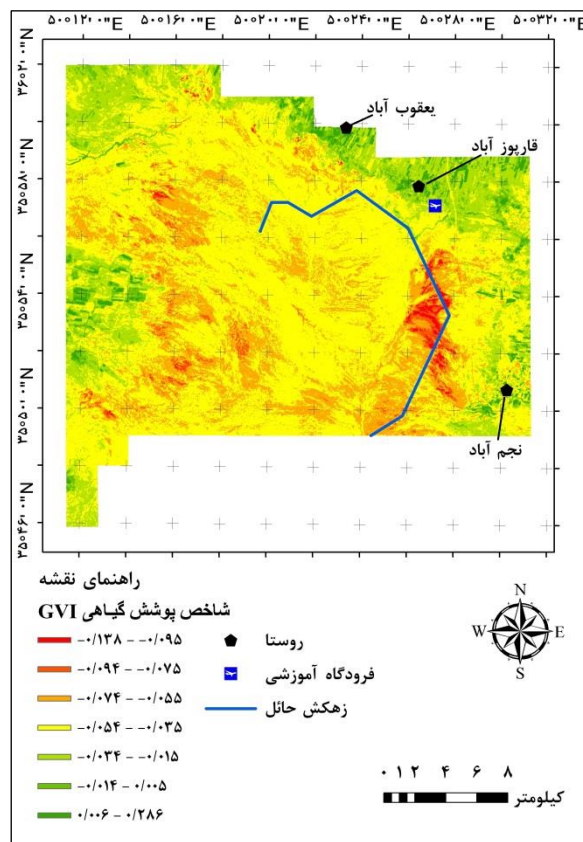 ۵۰°۱۲'۰"E ۵۰°۱۶'۰"E ۵۰°۲۰'۰"E ۵۰°۲۴'۰"E ۵۰°۲۸'۰"E ۵۰°۳۲'۰"E
۳۶°۲'۰"N
یعقوب آباد
قارپوز آباد
۳۵°۵۸'۰"N
۳۵°۵۴'۰"N
۳۵°۵۰'۰"N
نجم آباد
۳۵°۴۶'۰"N
راهنمای نقشه
شاخص پوشش گیاهی GVI
-۰/۱۳۸ - -۰/۰۹۵
-۰/۰۹۴ - -۰/۰۷۵
-۰/۰۷۴ - -۰/۰۵۵
-۰/۰۵۴ - -۰/۰۳۵
-۰/۰۳۴ - -۰/۰۱۵
-۰/۰۱۴ - ۰/۰۰۵
۰/۰۰۶ - ۰/۲۸۶
روستا
فرودگاه آموزشی
زهکش حائل
N
W E
S
۰ ۱ ۲ ۴ ۶ ۸
کیلومتر